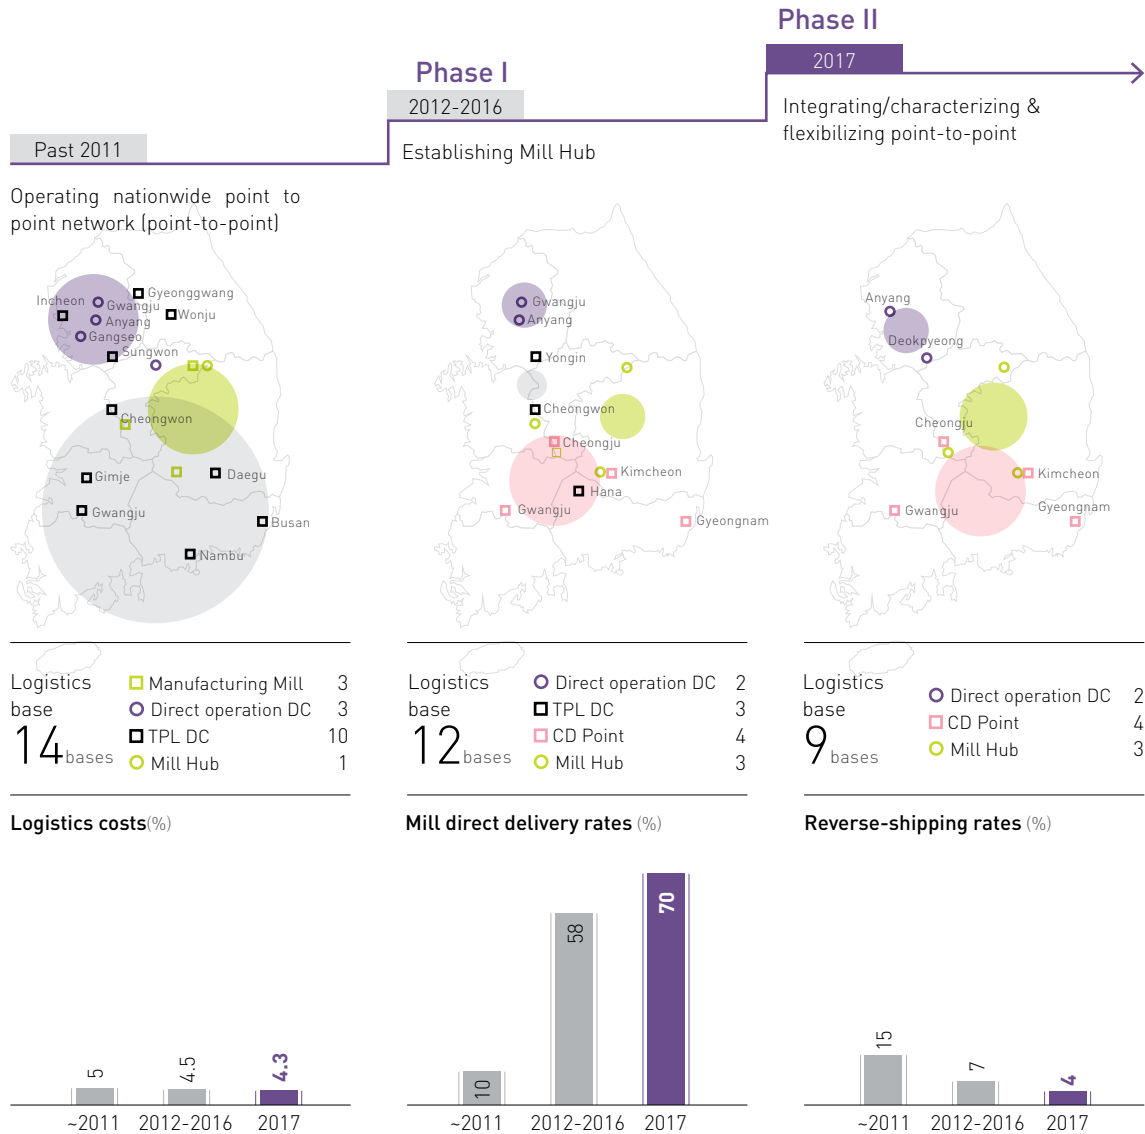 Phase II
2017
Integrating/characterizing &
flexibilizing point-to-point
Phase I
2012-2016
Establishing Mill Hub
Past 2011
Operating nationwide point to
point network (point-to-point)
Incheon
Gyeonggwang
Gwangju
Wonju
Anyang
Gangseo
Sungwon
Cheongwon
Gimje
Daegu
Gwangju
Busan
Nambu
Gwangju
Anyang
Yongin
Cheongwon
Cheongju
Kimcheon
Hana
Gwangju
Gyeongnam
Anyang
Deokpyeong
Cheongju
Kimcheon
Gwangju
Gyeongnam
Logistics
base
14 bases
Manufacturing Mill 3
Direct operation DC 3
TPL DC 10
Mill Hub 1
Logistics
base
12 bases
Direct operation DC 2
TPL DC 3
CD Point 4
Mill Hub 3
Logistics
base
9 bases
Direct operation DC 2
CD Point 4
Mill Hub 3
Logistics costs(%)
5
4.5
4.3
~2011 2012-2016 2017
Mill direct delivery rates (%)
10
58
70
~2011 2012-2016 2017
Reverse-shipping rates (%)
15
7
4
~2011 2012-2016 2017